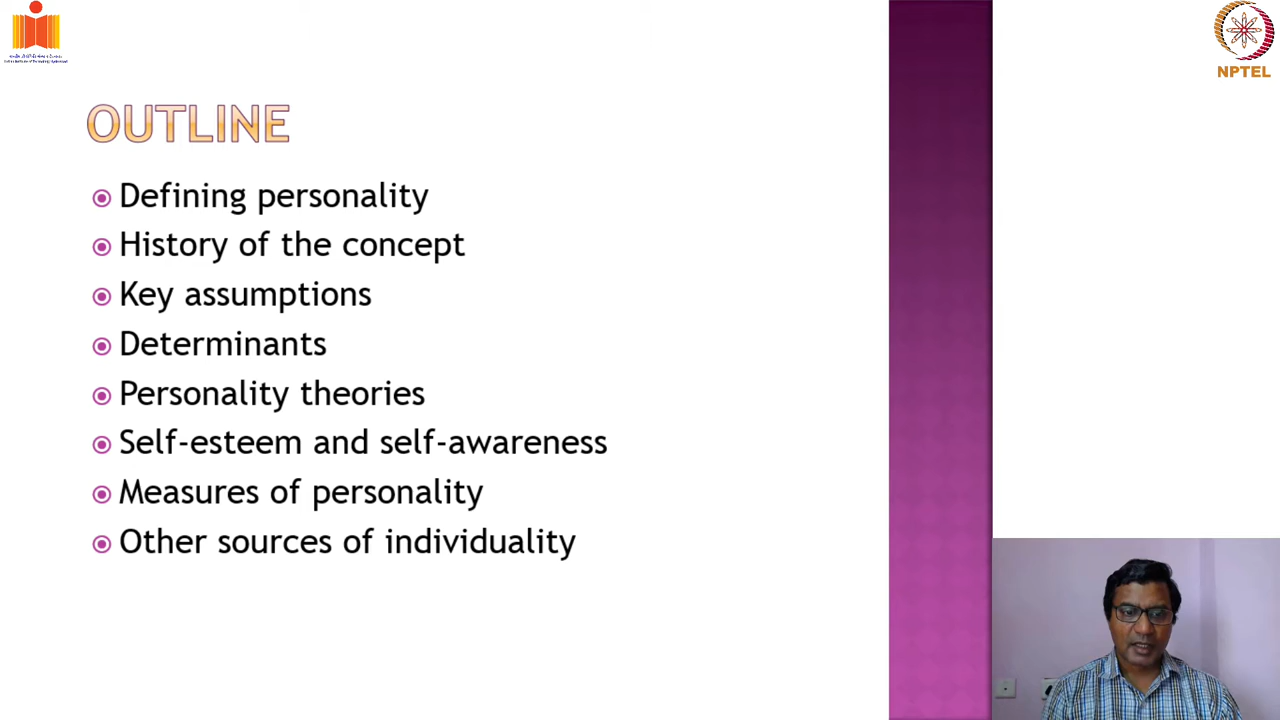 NPTEL
OUTLINE
Defining personality
History of the concept
Key assumptions
Determinants
Personality theories
Self-esteem and self-awareness
Measures of personality
Other sources of individuality